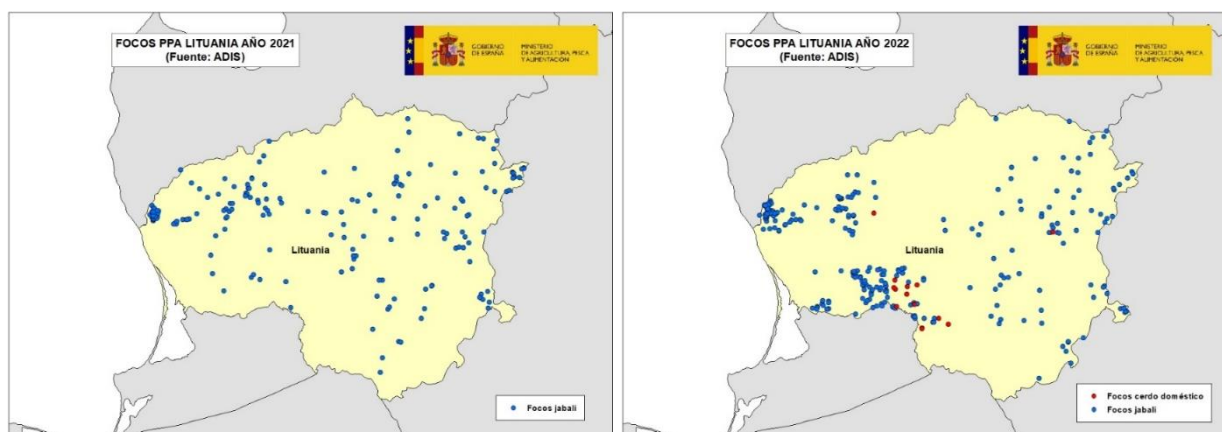 FOCOS PPA LITUANIA AÑO 2021
(Fuente: ADIS)
GOBIERNO
DE ESPAÑA
MINISTERIO
DE AGRICULTURA, PESCA
Y ALIMENTACIÓN
Lituania
Focos jabalí
FOCOS PPA LITUANIA AÑO 2022
(Fuente: ADIS)
GOBIERNO
DE ESPAÑA
MINISTERIO
DE AGRICULTURA, PESCA
Y ALIMENTACIÓN
Lituania
Focos cerdo doméstico
Focos jabalí